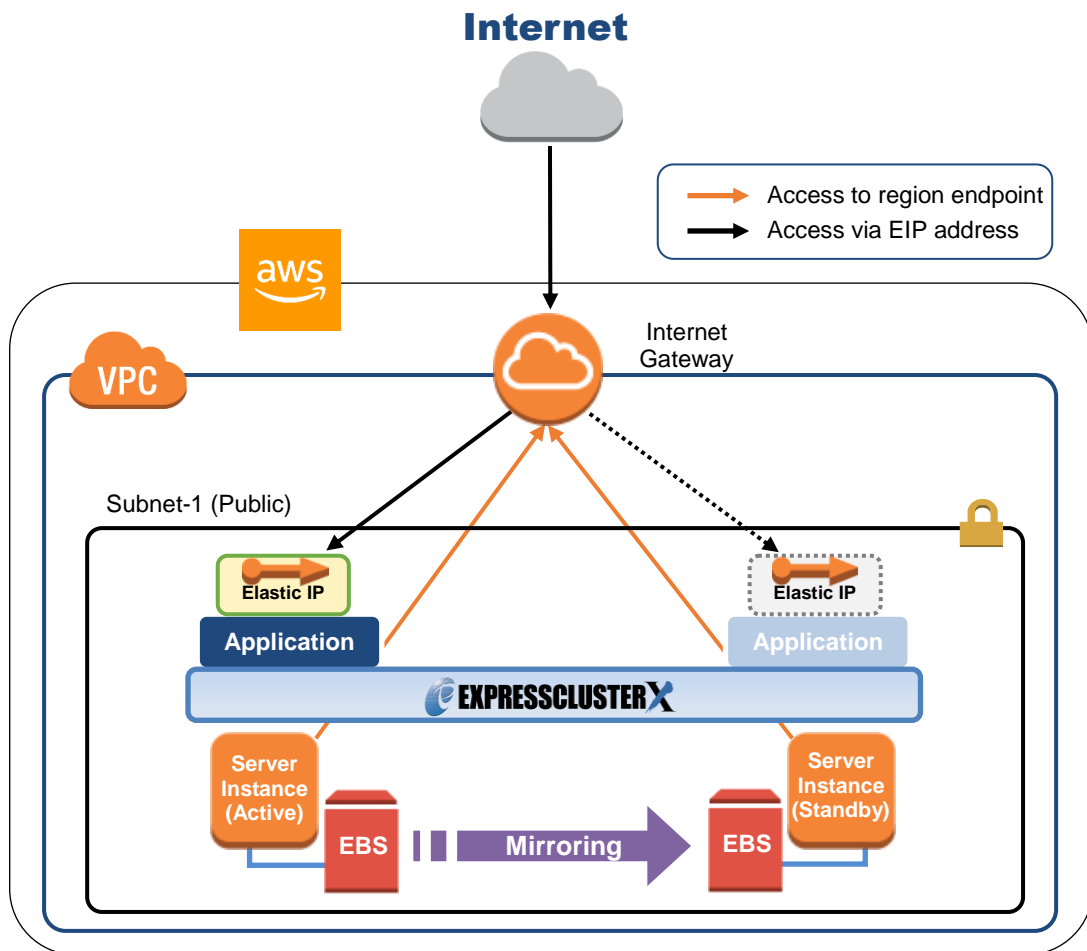 Internet
Access to region endpoint
Access via EIP address
aws
Internet
Gateway
VPC
Subnet-1 (Public)
Elastic IP
Elastic IP
Application
Application
EXPRESSCLUSTER X
Server
Instance
(Active)
Server
Instance
(Standby)
EBS
Mirroring
EBS